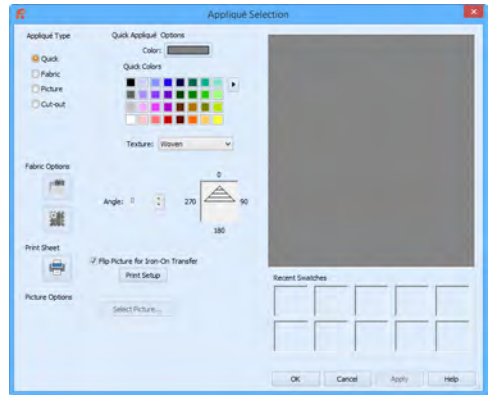 Appliqué Selection
Appliqué Type
Quick Appliqué Options
Color:
Quick
Fabric
Picture
Cut-out
Quick Colors
Texture: Woven
Fabric Options
Angle: 0
0
270
90
180
Print Sheet
Flip Picture for Iron-On Transfer
Print Setup
Picture Options
Select Picture...
Recent Swatches
OK
Cancel
Apply
Help